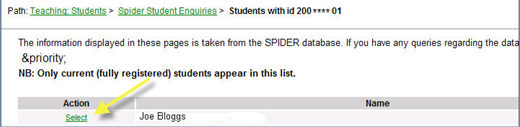 Path: Teaching: Students > Spider Student Enquiries > Students with id 200 **** 01
The information displayed in these pages is taken from the SPIDER database. If you have any queries regarding the data
&priority;
NB: Only current (fully registered) students appear in this list.
Action Name
Select Joe Bloggs